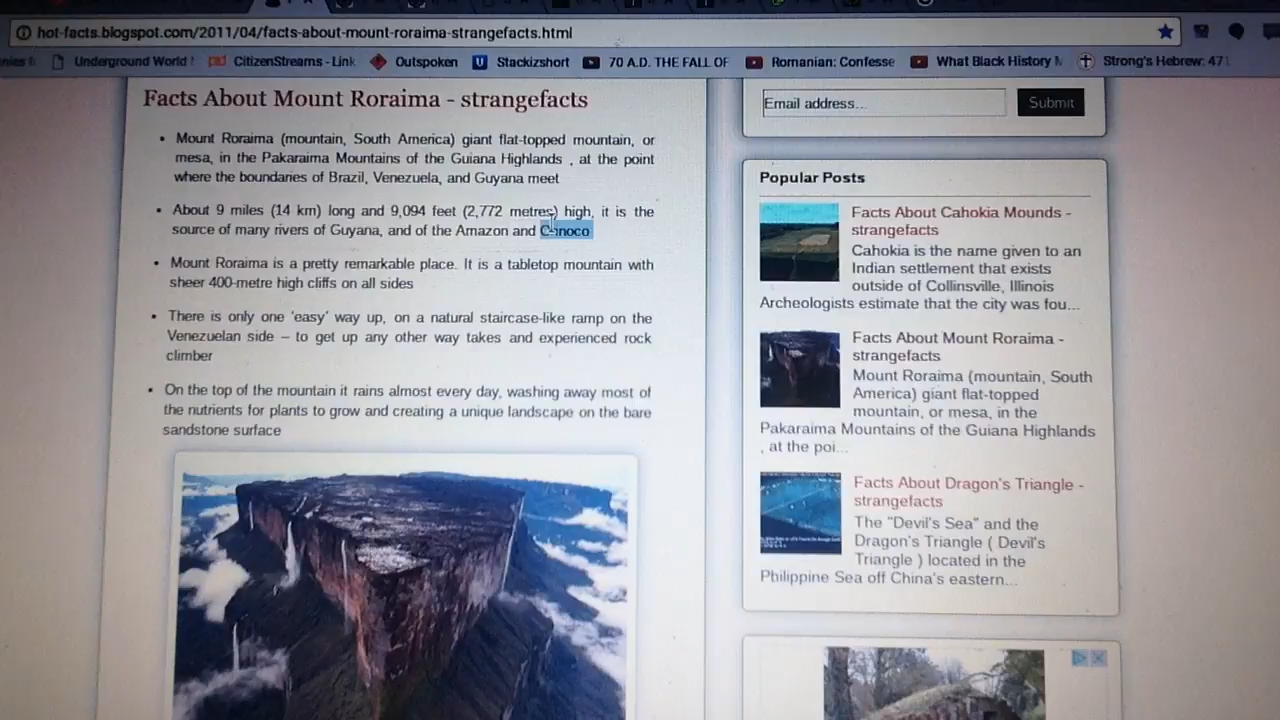 hot-facts.blogspot.com/2011/04/facts-about-mount-roraima-strangefacts.html
Underground World
CitizenStreams - Link
Outspoken
Stackizshort
70 A.D. THE FALL OF
Romanian: Confesse
What Black History
Strong's Hebrew: 47
Facts About Mount Roraima - strangefacts
• Mount Roraima (mountain, South America) giant flat-topped mountain, or
mesa, in the Pakaraima Mountains of the Guiana Highlands , at the point
where the boundaries of Brazil, Venezuela, and Guyana meet
• About 9 miles (14 km) long and 9,094 feet (2,772 metres) high, it is the
source of many rivers of Guyana, and of the Amazon and
• Mount Roraima is a pretty remarkable place. It is a tabletop mountain with
sheer 400-metre high cliffs on all sides
• There is only one 'easy' way up, on a natural staircase-like ramp on the
Venezuelan side – to get up any other way takes and experienced rock
climber
• On the top of the mountain it rains almost every day, washing away most of
the nutrients for plants to grow and creating a unique landscape on the bare
sandstone surface
Email address...
Submit
Popular Posts
Facts About Cahokia Mounds -
strangefacts
Cahokia is the name given to an
Indian settlement that exists
outside of Collinsville, Illinois
Archeologists estimate that the city was fou...
Facts About Mount Roraima -
strangefacts
Mount Roraima (mountain, South
America) giant flat-topped
mountain, or mesa, in the
Pakaraima Mountains of the Guiana Highlands
, at the poi...
Facts About Dragon's Triangle -
strangefacts
The "Devil's Sea" and the
Dragon's Triangle ( Devil's
Triangle ) located in the
Philippine Sea off China's eastern...